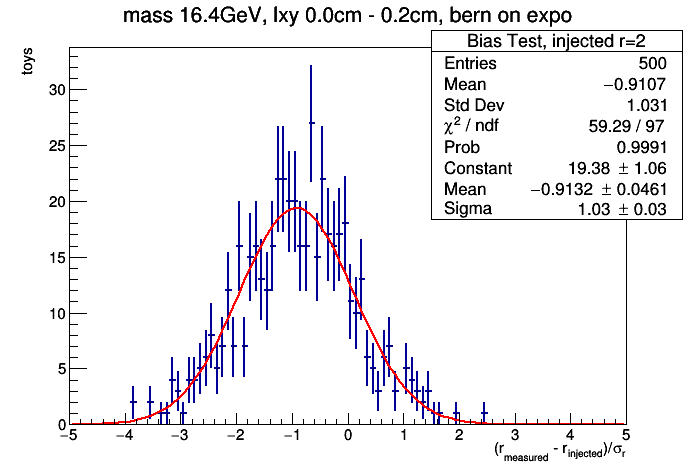 mass 16.4GeV, lxy 0.0cm - 0.2cm, bern on expo
Bias Test, injected r=2
Entries 500
Mean −0.9107
Std Dev 1.031
χ² / ndf 59.29 / 97
Prob 0.9991
Constant 19.38 ± 1.06
Mean −0.9132 ± 0.0461
Sigma 1.03 ± 0.03
toys
30
25
20
15
10
5
0
−5 −4 −3 −2 −1 0 1 2 3 4 5
(r_measured - r_injected)/σ_r